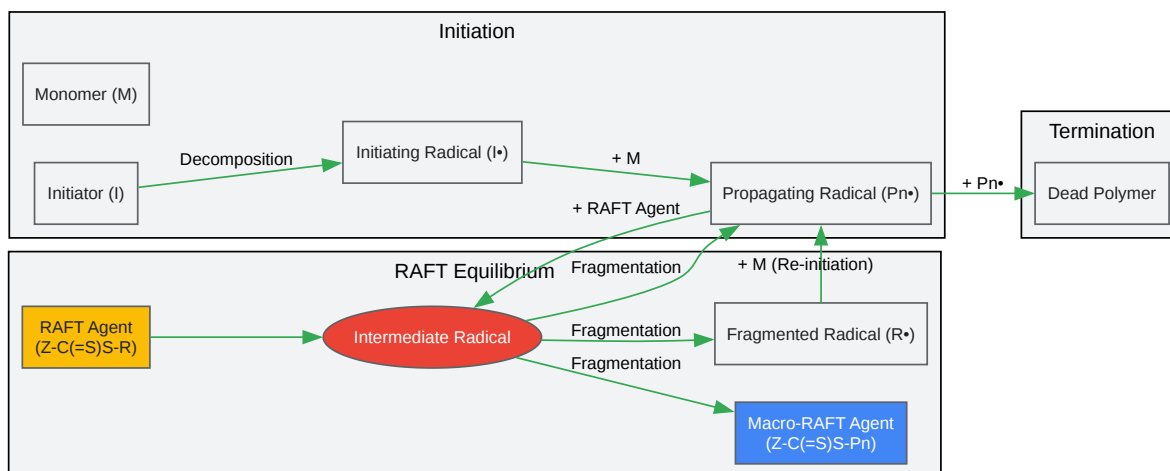 Initiation
Monomer (M)
Initiator (I)
Decomposition
Initiating Radical (I•)
+ M
Propagating Radical (Pn•)
+ Pn•
Termination
Dead Polymer
+ RAFT Agent
Fragmentation
+ M (Re-initiation)
RAFT Equilibrium
RAFT Agent
(Z-C(=S)S-R)
Intermediate Radical
Fragmentation
Fragmented Radical (R•)
Fragmentation
Macro-RAFT Agent
(Z-C(=S)S-Pn)